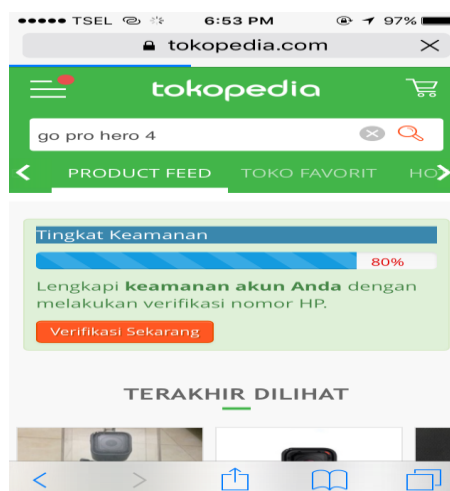 TSEL 6:53 PM 97%
tokopedia.com
tokopedia
go pro hero 4
PRODUCT FEED TOKO FAVORIT HO
Tingkat Keamanan
80%
Lengkapi keamanan akun Anda dengan
melakukan verifikasi nomor HP.
Verifikasi Sekarang
TERAKHIR DILIHAT